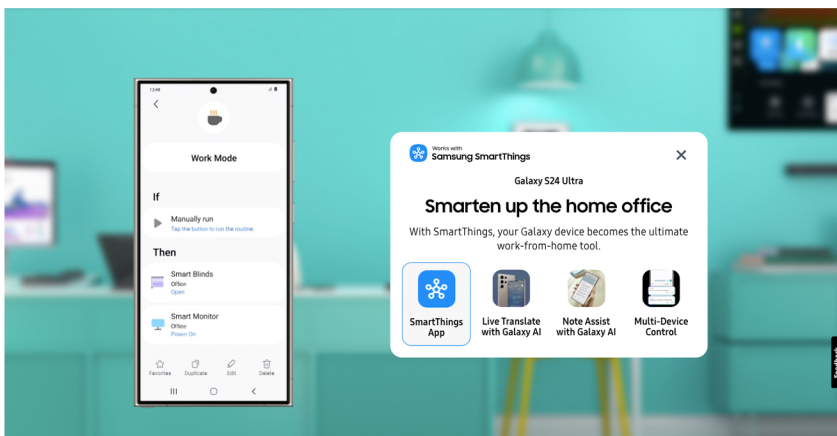 13:48
Work Mode
If
Manually run
Tap the button to run the routine.
Then
Smart Blinds
Office
Open
Smart Monitor
Office
Power On
Favorites Duplicate Edit Delete
Works with
Samsung SmartThings
Galaxy S24 Ultra
Smarten up the home office
With SmartThings, your Galaxy device becomes the ultimate
work-from-home tool.
SmartThings
App
Live Translate
with Galaxy AI
Note Assist
with Galaxy AI
Multi-Device
Control
Feedback